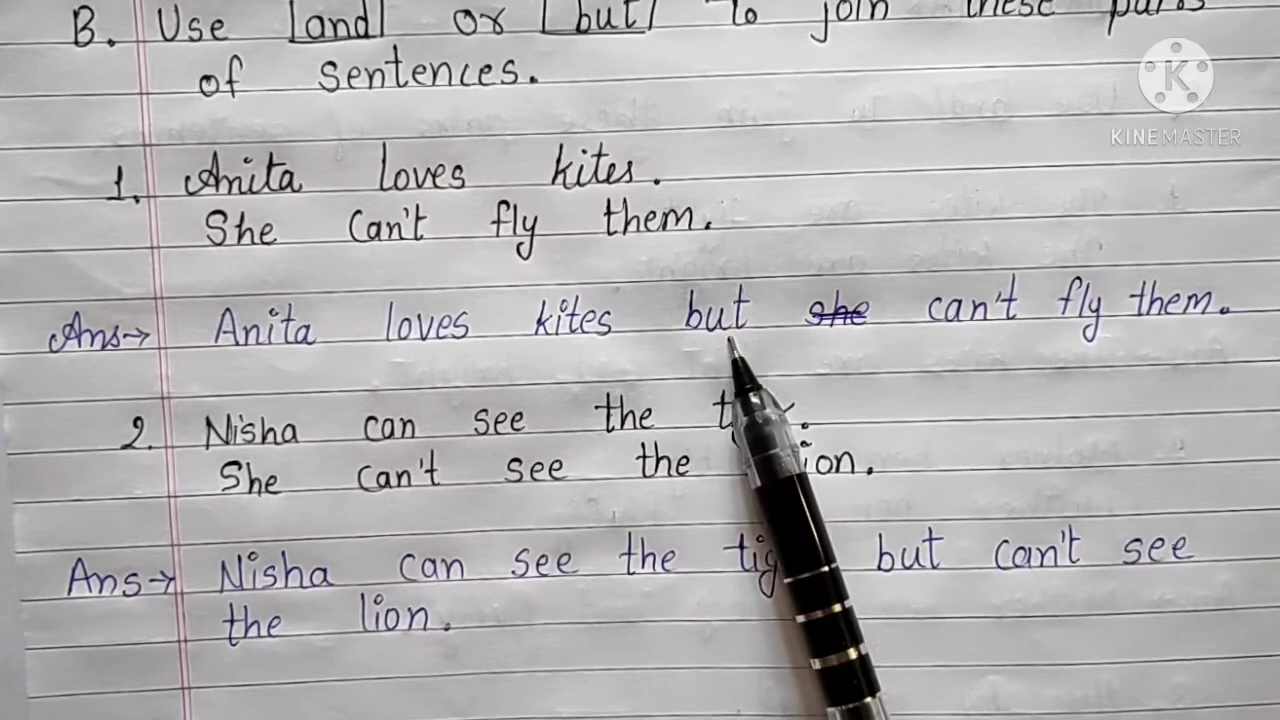 B. Use and or but to join these parts
of sentences.
KINEMASTER
1. Anita loves kites.
She can't fly them.
Ans→ Anita loves kites but she can't fly them.
2. Nisha can see the
She can't see the lion.
Ans→ Nisha can see the but can't see
the lion.